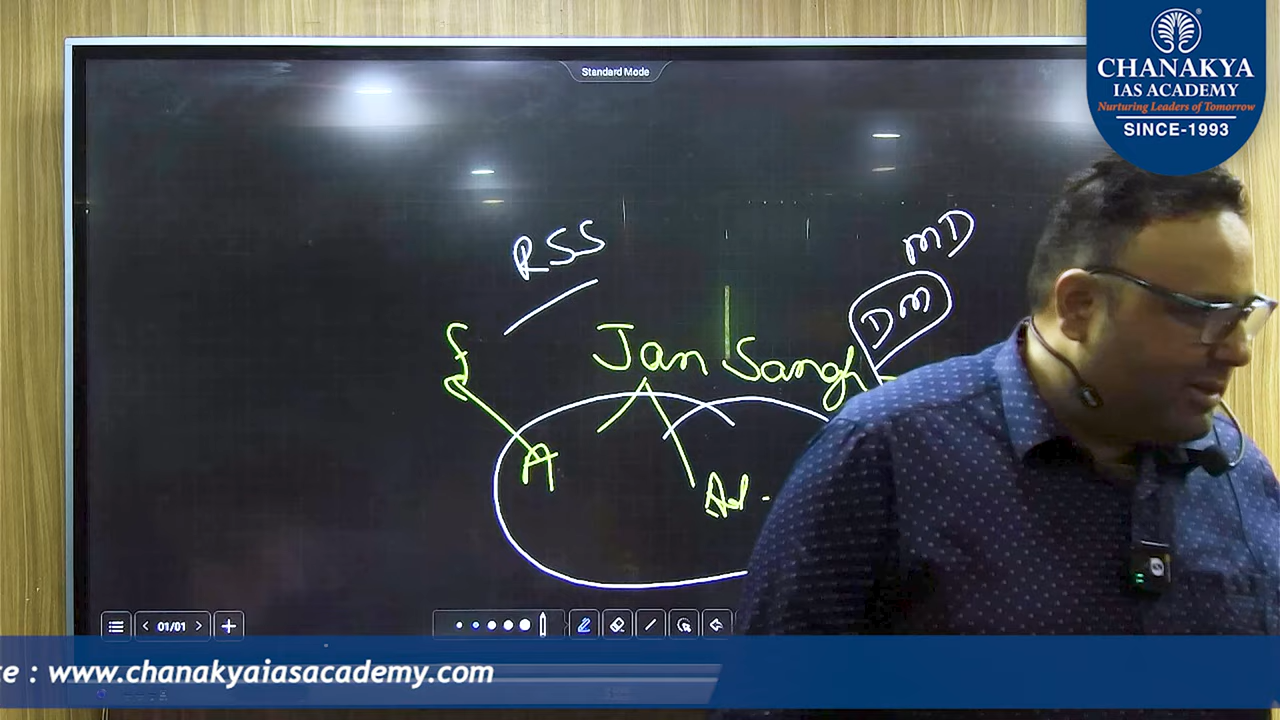 CHANAKYA
IAS ACADEMY
Nurturing Leaders of Tomorrow
SINCE-1993
Standard Mode
RSS
MD
DM
Jan Sangh
A
01/01
: www.chanakyaiasacademy.com